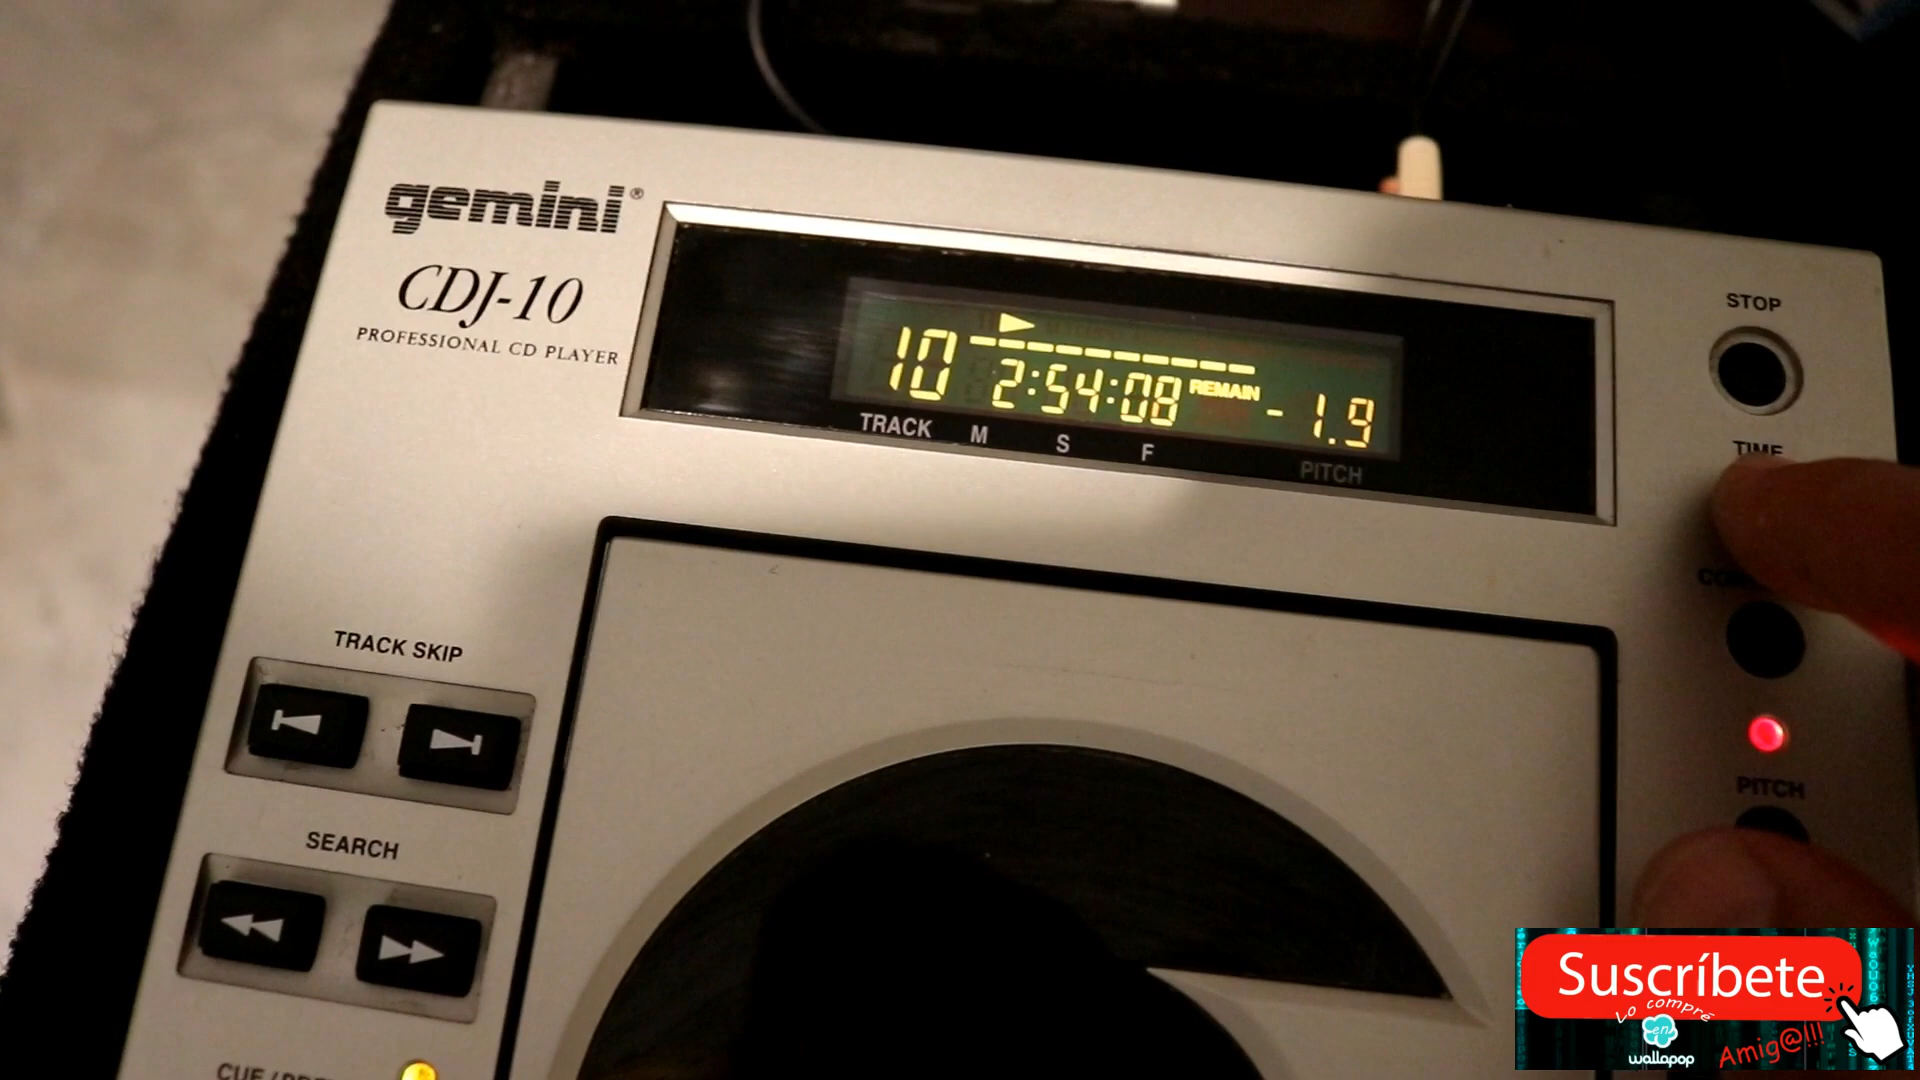 gemini®
CDJ-10
PROFESSIONAL CD PLAYER
10 2:54:08 REMAIN -1.9
TRACK M S F PITCH
STOP
TIME
TRACK SKIP
SEARCH
PITCH
Suscríbete
Lo compré
en
wallapop
Amig@!!!